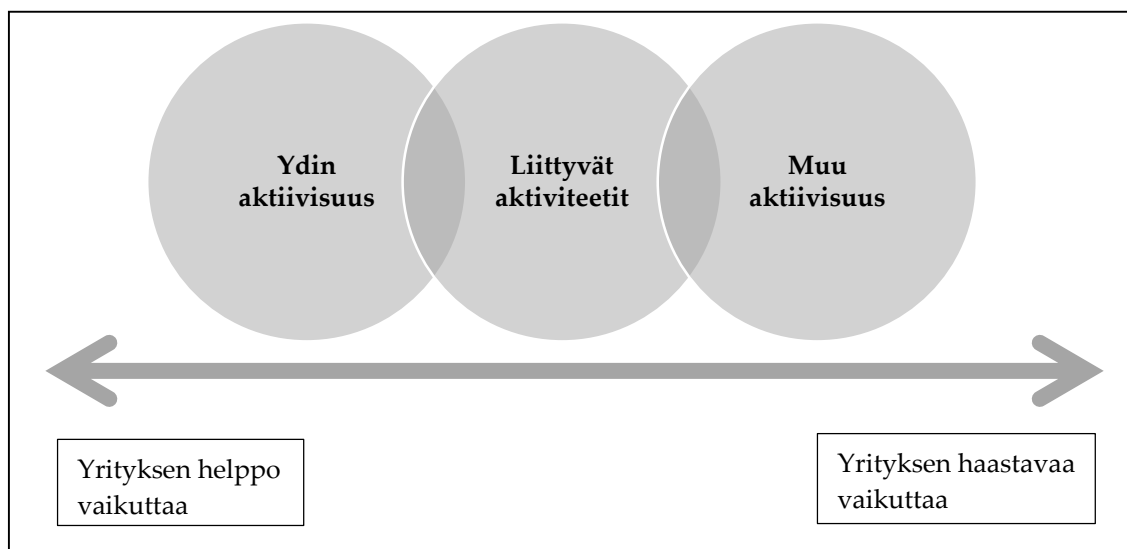 Ydin
aktiivisuus
Liittyvät
aktiviteetit
Muu
aktiivisuus
Yrityksen helppo
vaikuttaa
Yrityksen haastavaa
vaikuttaa